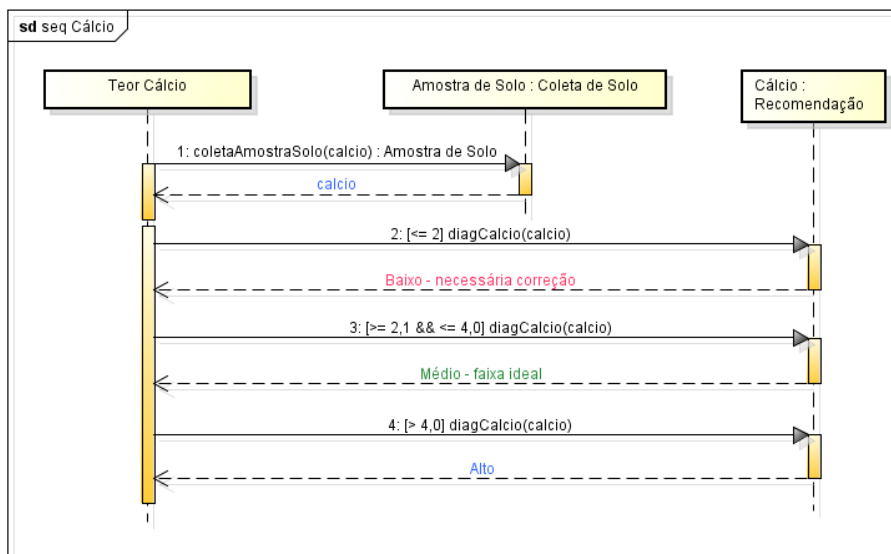 sd seq Cálcio
Teor Cálcio
Amostra de Solo : Coleta de Solo
Cálcio :
Recomendação
1: coletaAmostraSolo(calcio) : Amostra de Solo
calcio
2: [<= 2] diagCalcio(calcio)
Baixo - necessária correção
3: [>= 2,1 && <= 4,0] diagCalcio(calcio)
Médio - faixa ideal
4: [> 4,0] diagCalcio(calcio)
Alto